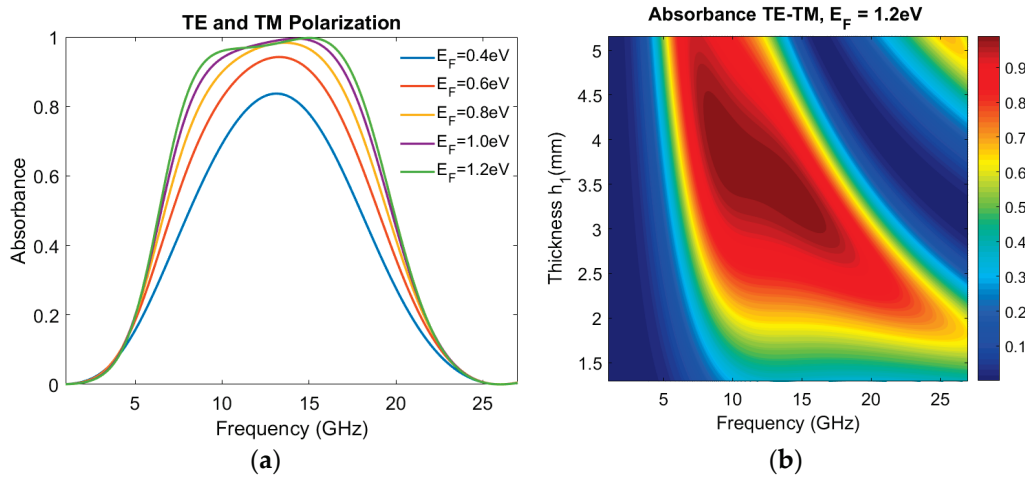 TE and TM Polarization
Absorbance
1
0.8
0.6
0.4
0.2
0
5
10
15
20
25
Frequency (GHz)
E_F=0.4eV
E_F=0.6eV
E_F=0.8eV
E_F=1.0eV
E_F=1.2eV
(a)
Absorbance TE-TM, E_F = 1.2eV
Thickness h_1(mm)
5
4.5
4
3.5
3
2.5
2
1.5
5
10
15
20
25
Frequency (GHz)
0.9
0.8
0.7
0.6
0.5
0.4
0.3
0.2
0.1
(b)